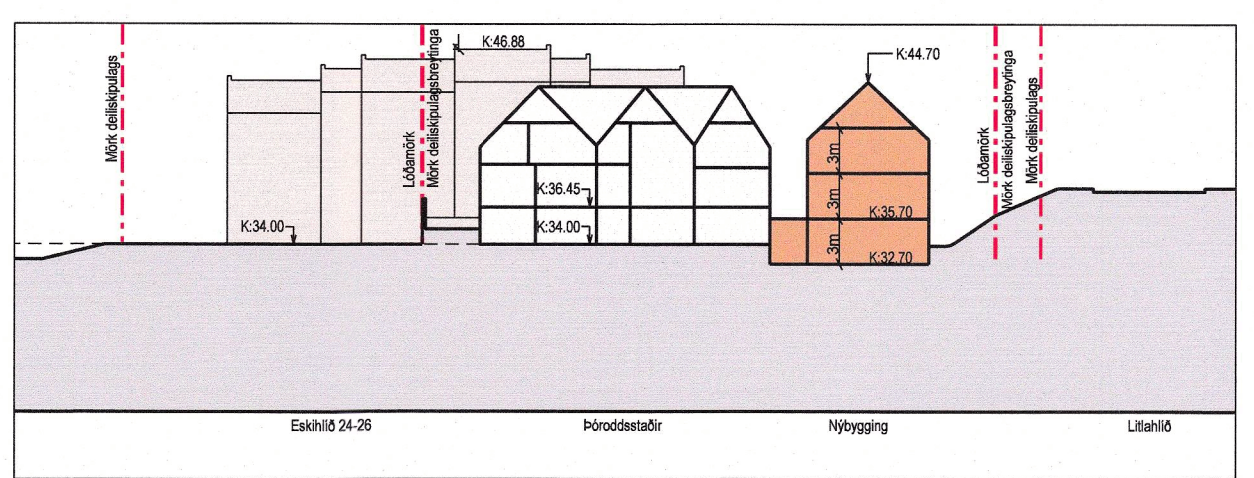 Mörk deiliskipulags
Lóðamörk
Mörk deiliskipulagsbreytinga
K:46.88
K:44.70
Lóðamörk
Mörk deiliskipulagsbreytinga
Mörk deiliskipulags
3m
3m
3m
K:36.45
K:34.00
K:34.00
K:35.70
K:32.70
Eskihlíð 24-26
Þóroddsstaðir
Nýbygging
Litlahlíð